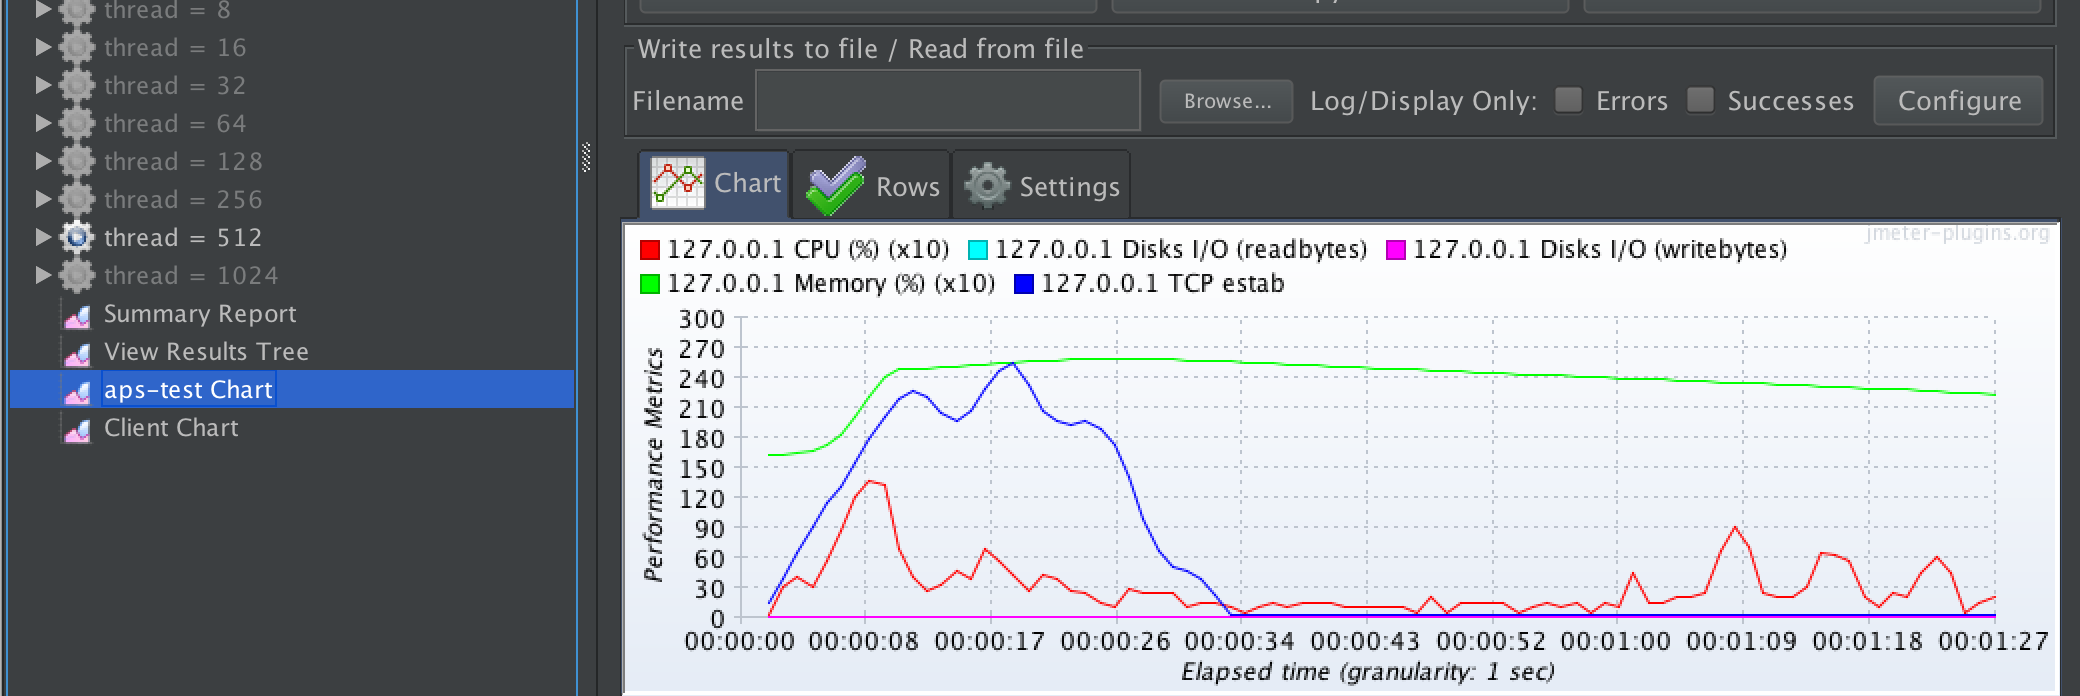 thread = 8
thread = 16
thread = 32
thread = 64
thread = 128
thread = 256
thread = 512
thread = 1024
Summary Report
View Results Tree
aps-test Chart
Client Chart
Write results to file / Read from file
Filename Browse... Log/Display Only: Errors Successes Configure
Chart Rows Settings
jmeter-plugins.org
127.0.0.1 CPU (%) (x10) 127.0.0.1 Disks I/O (readbytes) 127.0.0.1 Disks I/O (writebytes)
127.0.0.1 Memory (%) (x10) 127.0.0.1 TCP estab
Performance Metrics
300
270
240
210
180
150
120
90
60
30
0
00:00:00 00:00:08 00:00:17 00:00:26 00:00:34 00:00:43 00:00:52 00:01:00 00:01:09 00:01:18 00:01:27
Elapsed time (granularity: 1 sec)